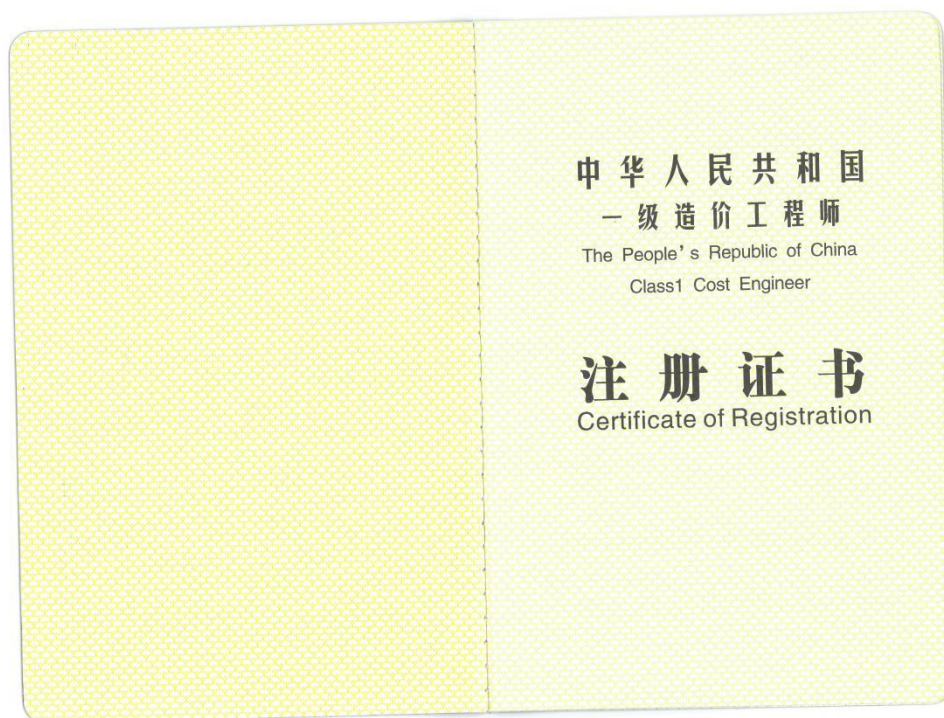 中华人民共和国
一级造价工程师
The People's Republic of China
Class1 Cost Engineer
注册证书
Certificate of Registration